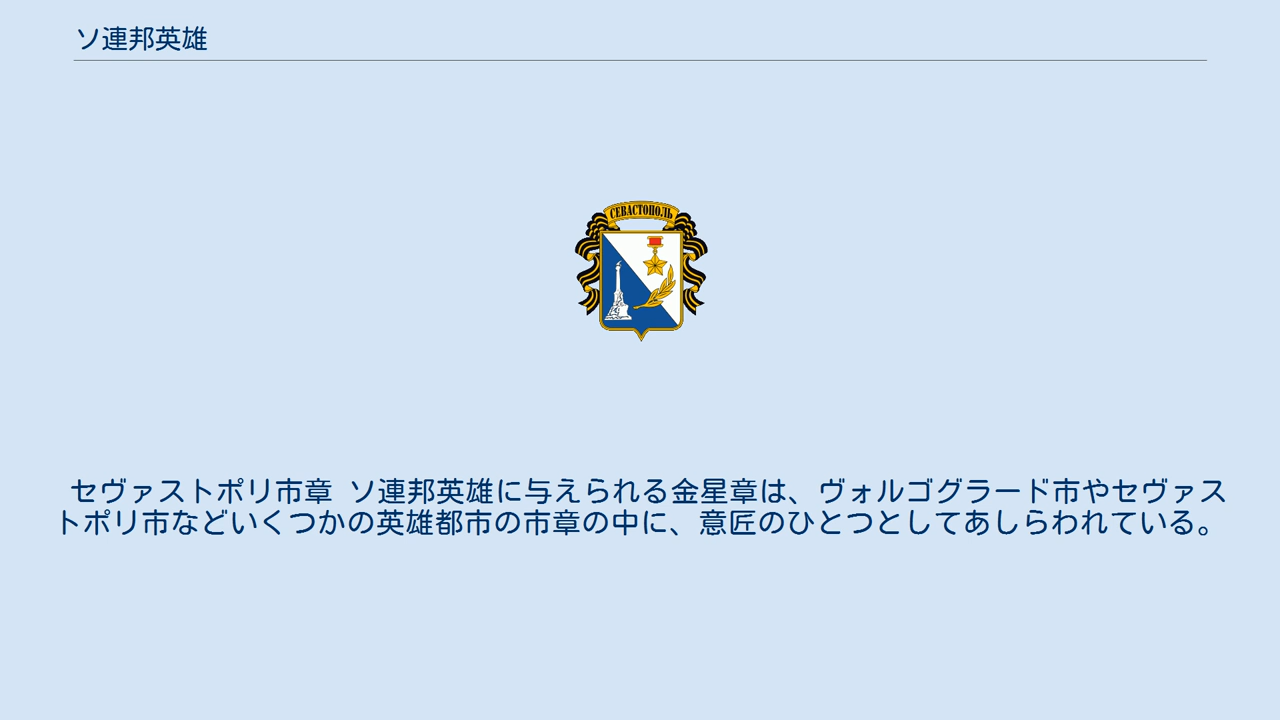 ソ連邦英雄
СЕВАСТОПОЛЬ
セヴァストポリ市章 ソ連邦英雄に与えられる金星章は、ヴォルゴグラード市やセヴァス
トポリ市などいくつかの英雄都市の市章の中に、意匠のひとつとしてあしらわれている。